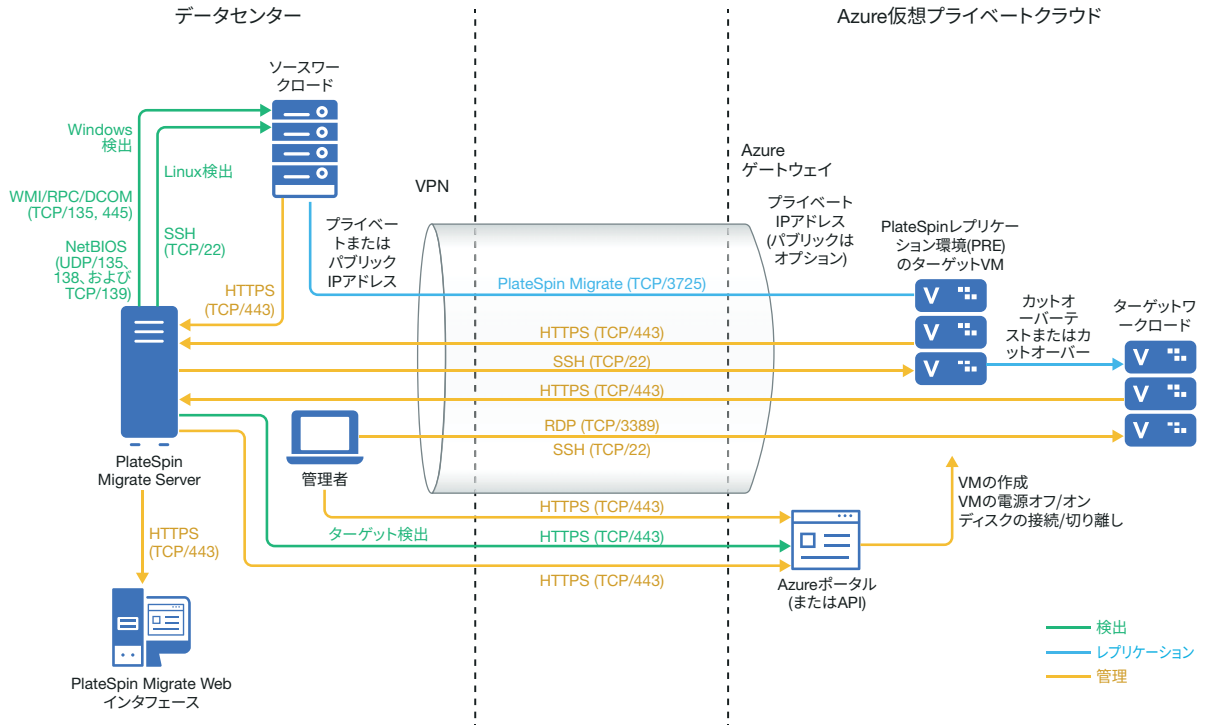 データセンター
Azure仮想プライベートクラウド
ソースワー
クロード
Windows
検出
Linux検出
WMI/RPC/DCOM
(TCP/135, 445)
SSH
(TCP/22)
NetBIOS
(UDP/135、
138、および
TCP/139)
HTTPS
(TCP/443)
プライベー
トまたは
パブリック
IPアドレス
VPN
Azure
ゲートウェイ
プライベート
IPアドレス
(パブリックは
オプション)
PlateSpinレプリケー
ション環境(PRE)
のターゲットVM
PlateSpin Migrate (TCP/3725)
HTTPS (TCP/443)
SSH (TCP/22)
HTTPS (TCP/443)
RDP (TCP/3389)
SSH (TCP/22)
V
V
V
カットオ
ーバーテ
ストまたはカ
ットオーバー
ターゲットワ
ークロード
V
V
V
PlateSpin
Migrate Server
管理者
HTTPS (TCP/443)
ターゲット検出
HTTPS (TCP/443)
HTTPS (TCP/443)
VMの作成
VMの電源オフ/オン
ディスクの接続/切り離し
Azureポータル
(またはAPI)
HTTPS
(TCP/443)
PlateSpin Migrate Web
インタフェース
検出
レプリケーション
管理